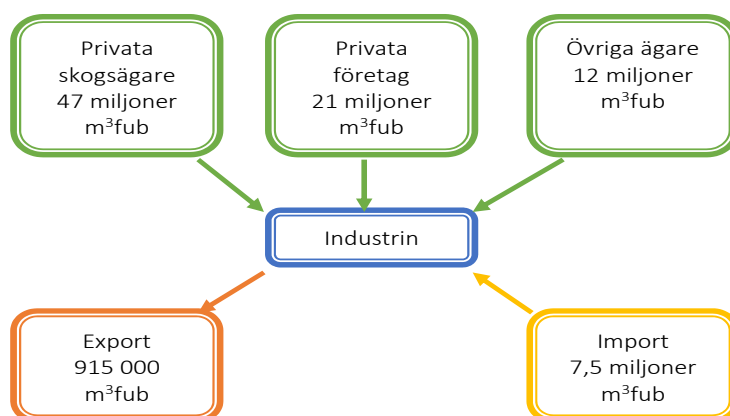 Privata
skogsägare
47 miljoner
m³fub
Privata
företag
21 miljoner
m³fub
Övriga ägare
12 miljoner
m³fub
Industrin
Export
915 000
m³fub
Import
7,5 miljoner
m³fub